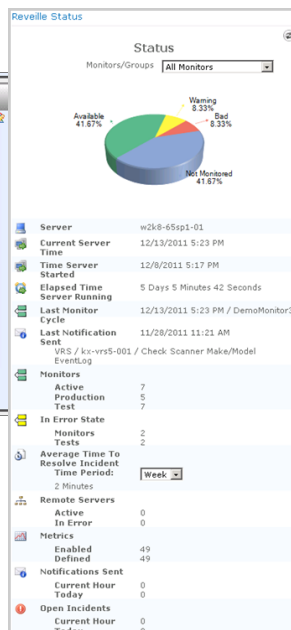 Reveille Status
Status
Monitors/Groups All Monitors
Warning
8.33%
Available
41.67%
Bad
8.33%
Not Monitored
41.67%
Server w2k8-65sp1-01
Current Server 12/13/2011 5:23 PM
Time
Time Server 12/8/2011 5:17 PM
Started
Elapsed Time 5 Days 5 Minutes 42 Seconds
Server Running
Last Monitor 12/13/2011 5:23 PM / DemoMonitor
Cycle
Last Notification 11/28/2011 11:21 AM
Sent
VRS / kx-vrs5-001 / Check Scanner Make/Model
EventLog
Monitors
Active 7
Production 5
Test 7
In Error State
Monitors 2
Tests 2
Average Time To
Resolve Incident
Time Period: Week
2 Minutes
Remote Servers
Active 0
In Error 0
Metrics
Enabled 49
Defined 49
Notifications Sent
Current Hour 0
Today 0
Open Incidents
Current Hour 0
Today 0